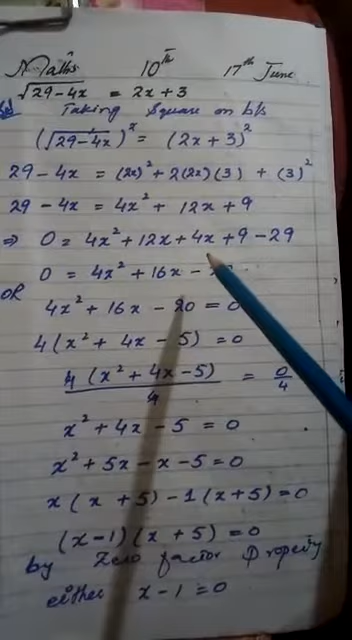 Maths 10th 17th June
√29-4x = 2x+3
Sol Taking Square on b/s
(√29-4x)² = (2x+3)²
29-4x = (2x)² + 2(2x)(3) + (3)²
29-4x = 4x² + 12x+9
⇒ 0 = 4x²+12x+4x+9-29
0 = 4x²+16x-
OR
4x²+16x-20=0
4(x²+4x-5)=0
4(x²+4x-5)/4 = 0/4
x²+4x-5=0
x²+5x-x-5=0
x(x+5)-1(x+5)=0
(x-1)(x+5)=0
by Zero factor Property
either x-1=0